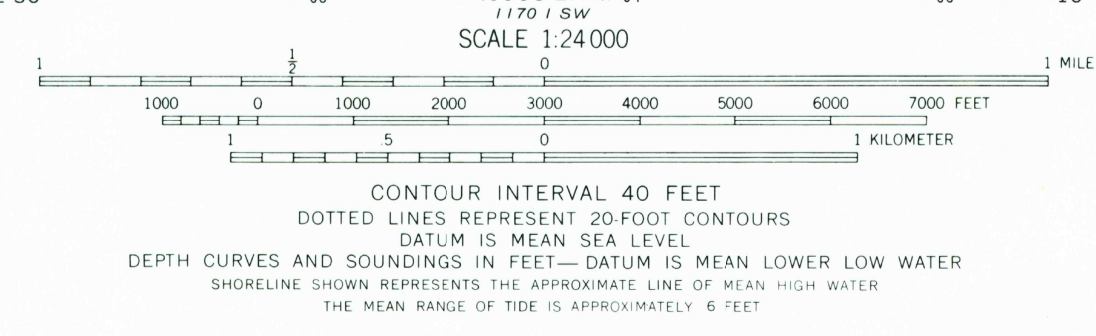 1170 I SW
SCALE 1:24 000
1 1/2 0 1 MILE
1000 0 1000 2000 3000 4000 5000 6000 7000 FEET
1 .5 0 1 KILOMETER
CONTOUR INTERVAL 40 FEET
DOTTED LINES REPRESENT 20-FOOT CONTOURS
DATUM IS MEAN SEA LEVEL
DEPTH CURVES AND SOUNDINGS IN FEET—DATUM IS MEAN LOWER LOW WATER
SHORELINE SHOWN REPRESENTS THE APPROXIMATE LINE OF MEAN HIGH WATER
THE MEAN RANGE OF TIDE IS APPROXIMATELY 6 FEET